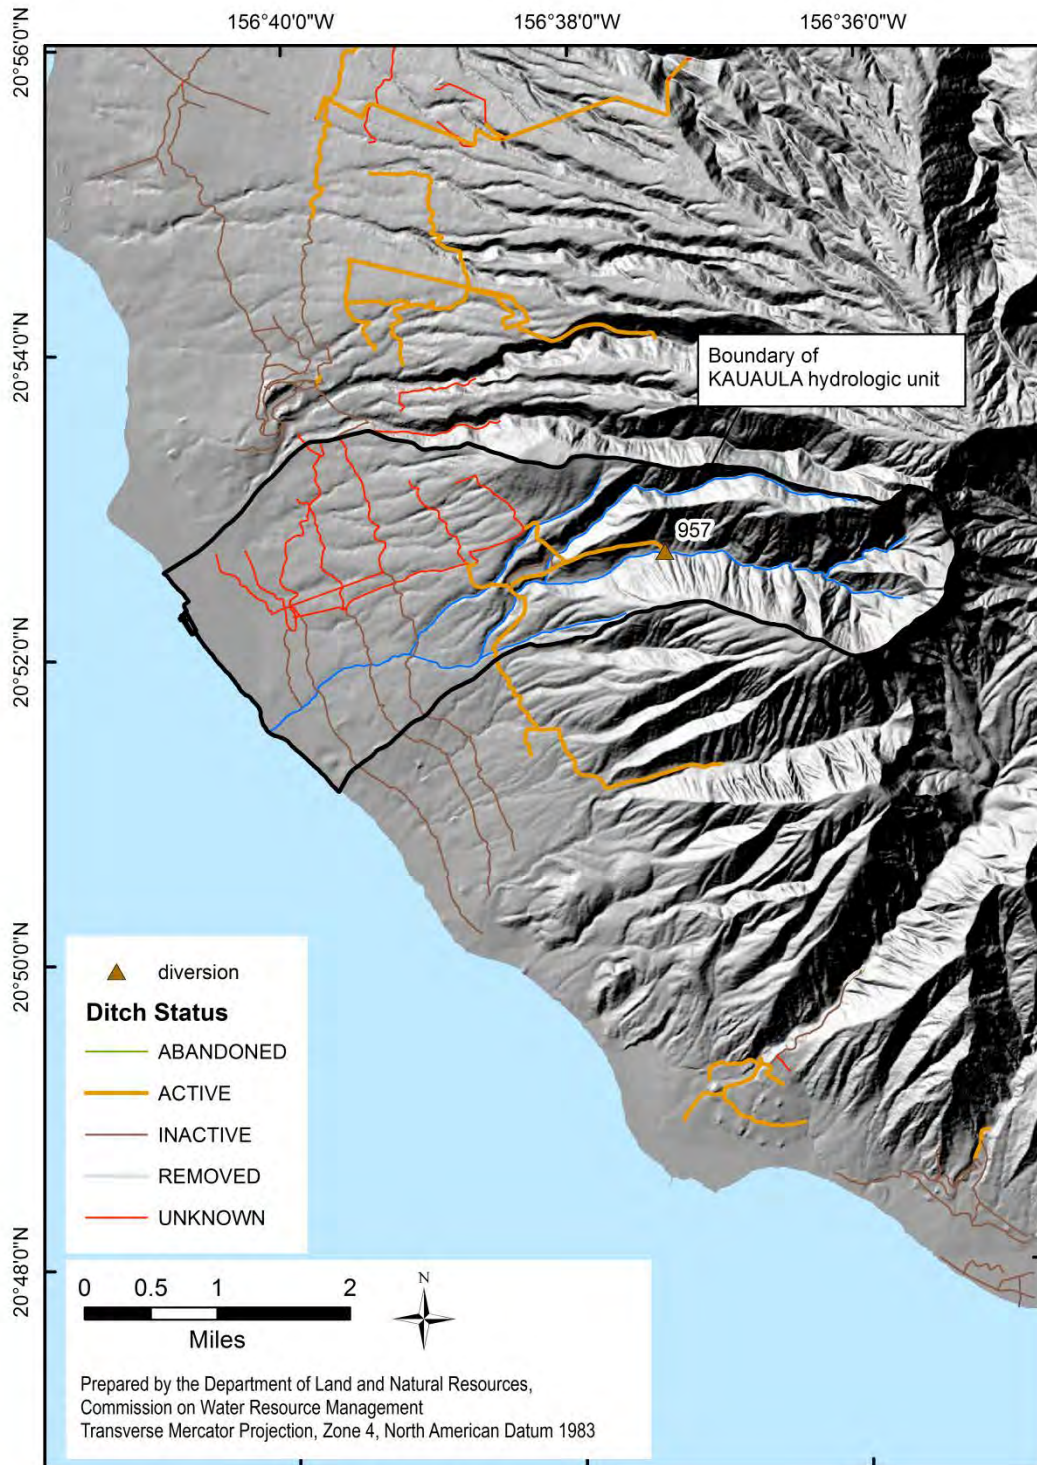 156°40'0"W
156°38'0"W
156°36'0"W
20°56'0"N
20°54'0"N
Boundary of
KAUAULA hydrologic unit
957
20°52'0"N
20°50'0"N
diversion
Ditch Status
ABANDONED
ACTIVE
INACTIVE
REMOVED
UNKNOWN
20°48'0"N
0 0.5 1 2
Miles
N
Prepared by the Department of Land and Natural Resources,
Commission on Water Resource Management
Transverse Mercator Projection, Zone 4, North American Datum 1983